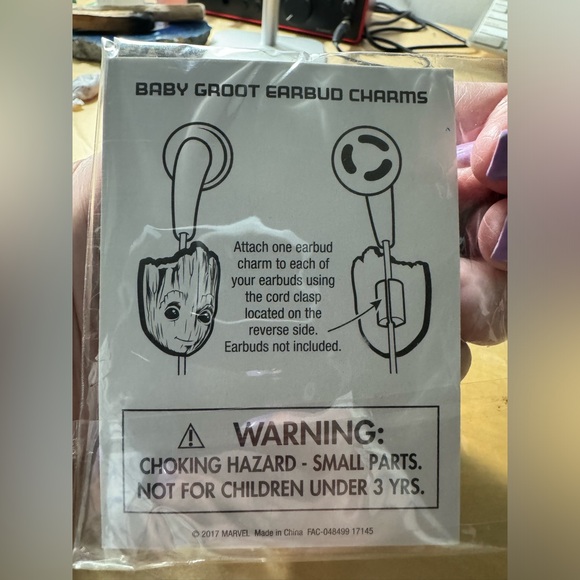 BABY GROOT EARBUD CHARMS
Attach one earbud
charm to each of
your earbuds using
the cord clasp
located on the
reverse side.
Earbuds not included.
⚠ WARNING:
CHOKING HAZARD - SMALL PARTS.
NOT FOR CHILDREN UNDER 3 YRS.
© 2017 MARVEL Made in China FAC-048499 17145